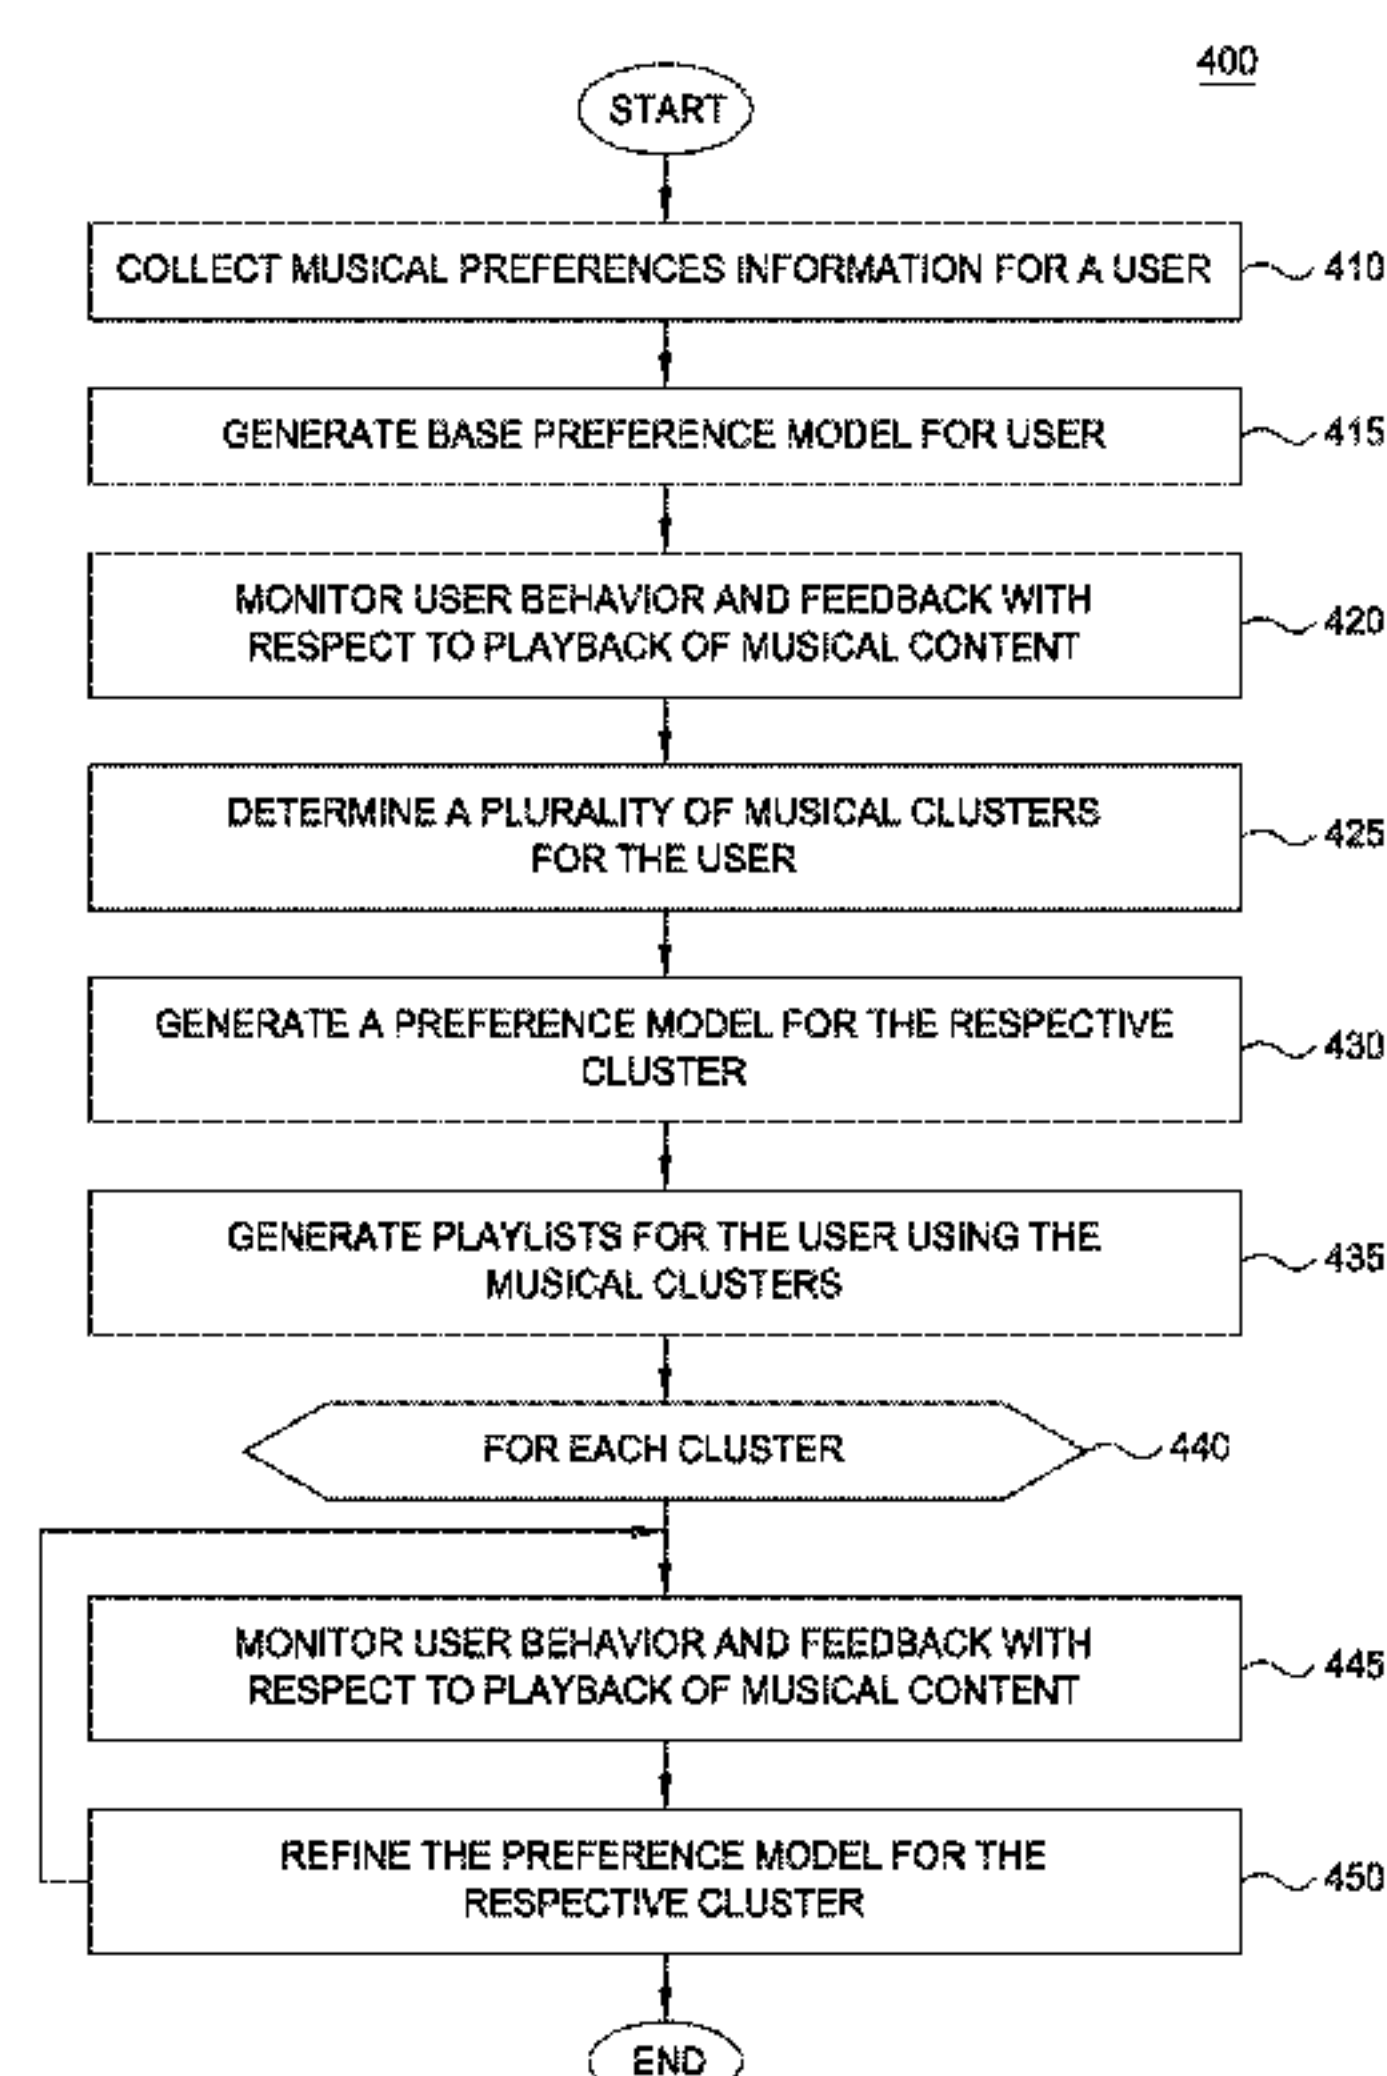 400
START
COLLECT MUSICAL PREFERENCES INFORMATION FOR A USER
410
GENERATE BASE PREFERENCE MODEL FOR USER
415
MONITOR USER BEHAVIOR AND FEEDBACK WITH
RESPECT TO PLAYBACK OF MUSICAL CONTENT
420
DETERMINE A PLURALITY OF MUSICAL CLUSTERS
FOR THE USER
425
GENERATE A PREFERENCE MODEL FOR THE RESPECTIVE
CLUSTER
430
GENERATE PLAYLISTS FOR THE USER USING THE
MUSICAL CLUSTERS
435
FOR EACH CLUSTER
440
MONITOR USER BEHAVIOR AND FEEDBACK WITH
RESPECT TO PLAYBACK OF MUSICAL CONTENT
445
REFINE THE PREFERENCE MODEL FOR THE
RESPECTIVE CLUSTER
450
END